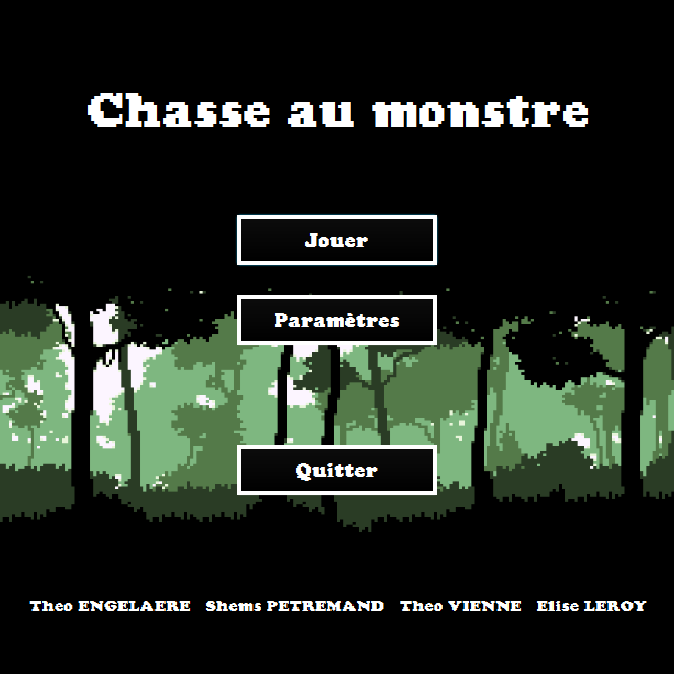 Chasse au monstre
Jouer
Paramètres
Quitter
Theo ENGELAERE Shems PETREMAND Theo VIENNE Elise LEROY